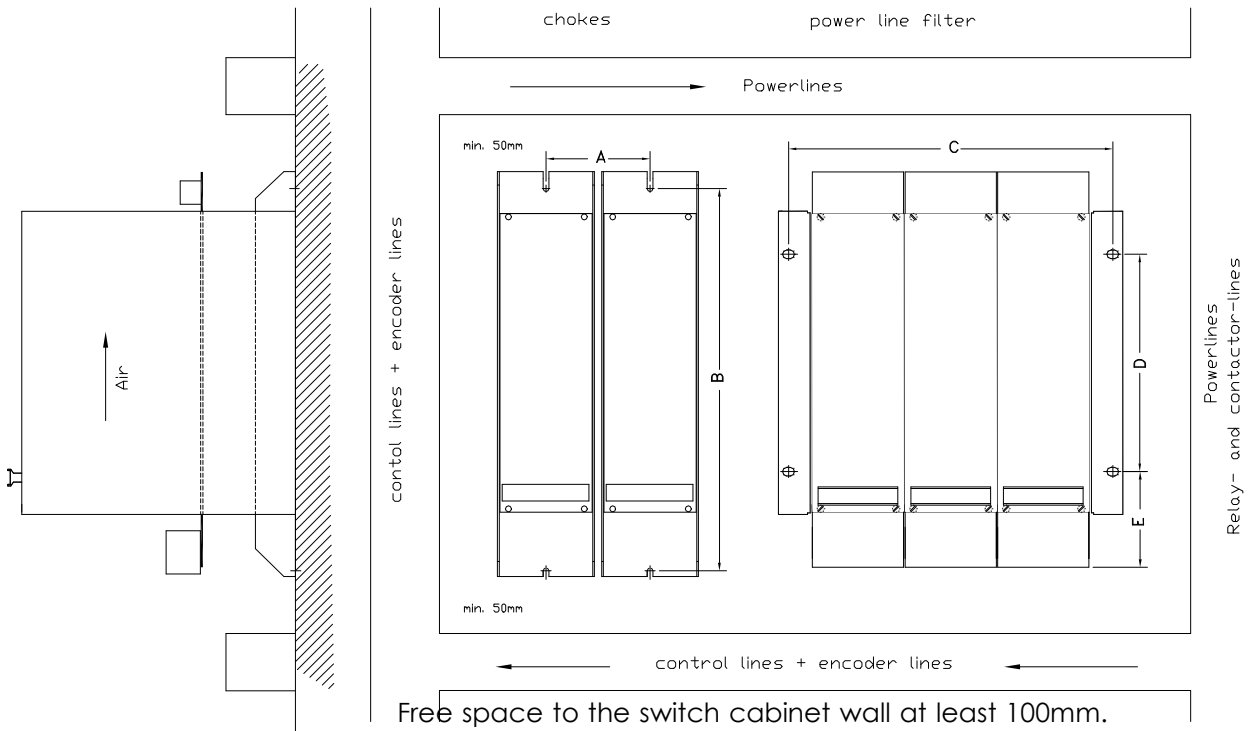 chokes
power line filter
Powerlines
min. 50mm
A
C
contol lines + encoder lines
Air
B
D
E
Powerlines
Relay- and contactor-lines
min. 50mm
control lines + encoder lines
Free space to the switch cabinet wall at least 100mm.